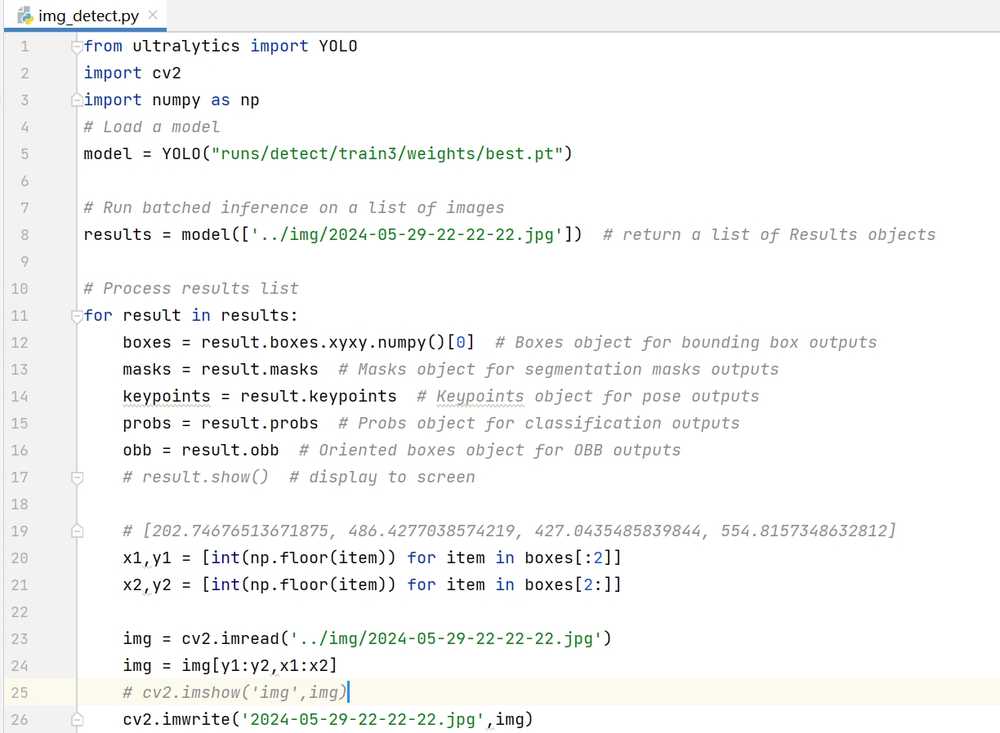 img_detect.py
1 from ultralytics import YOLO
2 import cv2
3 import numpy as np
4 # Load a model
5 model = YOLO("runs/detect/train3/weights/best.pt")
6
7 # Run batched inference on a list of images
8 results = model(['../img/2024-05-29-22-22-22.jpg'])  # return a list of Results objects
9
10 # Process results list
11 for result in results:
12     boxes = result.boxes.xyxy.numpy()[0]  # Boxes object for bounding box outputs
13     masks = result.masks  # Masks object for segmentation masks outputs
14     keypoints = result.keypoints  # Keypoints object for pose outputs
15     probs = result.probs  # Probs object for classification outputs
16     obb = result.obb  # Oriented boxes object for OBB outputs
17     # result.show()  # display to screen
18
19     # [202.74676513671875, 486.4277038574219, 427.0435485839844, 554.8157348632812]
20     x1,y1 = [int(np.floor(item)) for item in boxes[:2]]
21     x2,y2 = [int(np.floor(item)) for item in boxes[2:]]
22
23     img = cv2.imread('../img/2024-05-29-22-22-22.jpg')
24     img = img[y1:y2,x1:x2]
25     # cv2.imshow('img',img)
26     cv2.imwrite('2024-05-29-22-22-22.jpg',img)